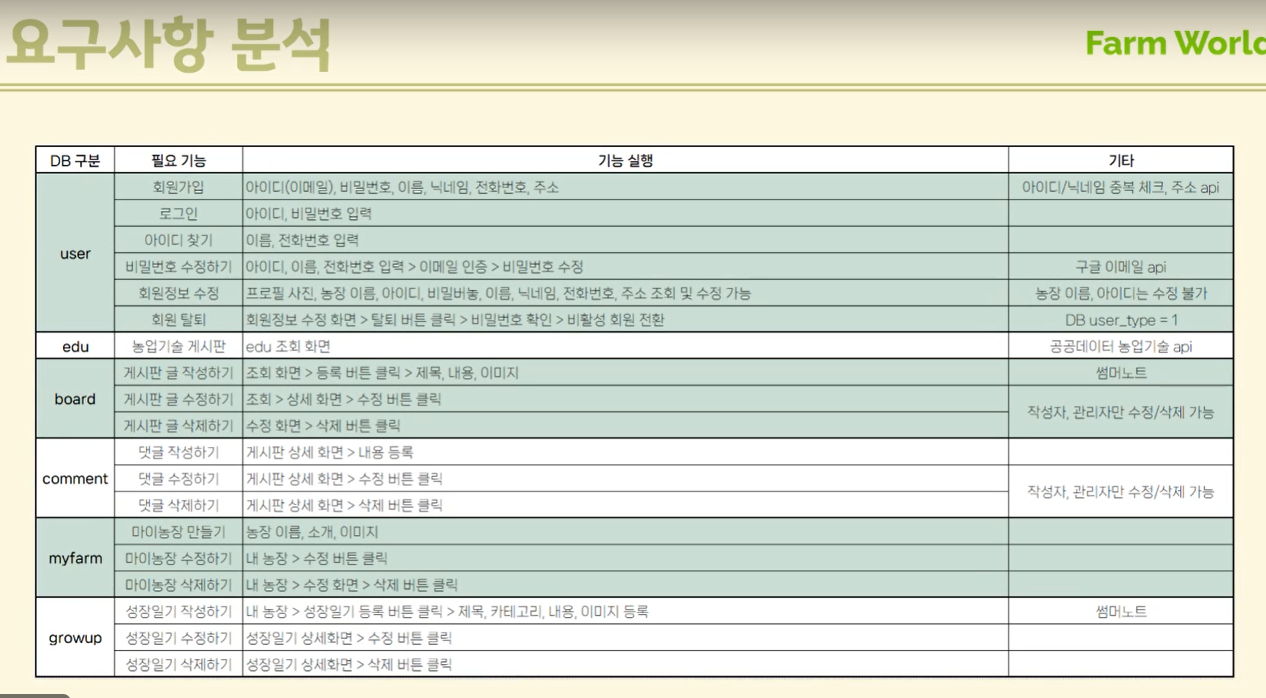 요구사항 분석
Farm World
DB 구분 필요 기능 기능 실행 기타
user
회원가입 아이디(이메일), 비밀번호, 이름, 닉네임, 전화번호, 주소 아이디/닉네임 중복 체크, 주소 api
로그인 아이디, 비밀번호 입력
아이디 찾기 이름, 전화번호 입력
비밀번호 수정하기 아이디, 이름, 전화번호 입력 > 이메일 인증 > 비밀번호 수정 구글 이메일 api
회원정보 수정 프로필 사진, 농장 이름, 아이디, 비밀버농, 이름, 닉네임, 전화번호, 주소 조회 및 수정 가능 농장 이름, 아이디는 수정 불가
회원 탈퇴 회원정보 수정 화면 > 탈퇴 버튼 클릭 > 비밀번호 확인 > 비활성 회원 전환 DB user_type = 1
edu 농업기술 게시판 edu 조회 화면 공공데이터 농업기술 api
board
게시판 글 작성하기 조회 화면 > 등록 버튼 클릭 > 제목, 내용, 이미지 썸머노트
게시판 글 수정하기 조회 > 상세 화면 > 수정 버튼 클릭
작성자, 관리자만 수정/삭제 가능
게시판 글 삭제하기 수정 화면 > 삭제 버튼 클릭
comment
댓글 작성하기 게시판 상세 화면 > 내용 등록
댓글 수정하기 게시판 상세 화면 > 수정 버튼 클릭
작성자, 관리자만 수정/삭제 가능
댓글 삭제하기 게시판 상세 화면 > 삭제 버튼 클릭
myfarm
마이농장 만들기 농장 이름, 소개, 이미지
마이농장 수정하기 내 농장 > 수정 버튼 클릭
마이농장 삭제하기 내 농장 > 수정 화면 > 삭제 버튼 클릭
growup
성장일기 작성하기 내 농장 > 성장일기 등록 버튼 클릭 > 제목, 카테고리, 내용, 이미지 등록 썸머노트
성장일기 수정하기 성장일기 상세화면 > 수정 버튼 클릭
성장일기 삭제하기 성장일기 상세화면 > 삭제 버튼 클릭